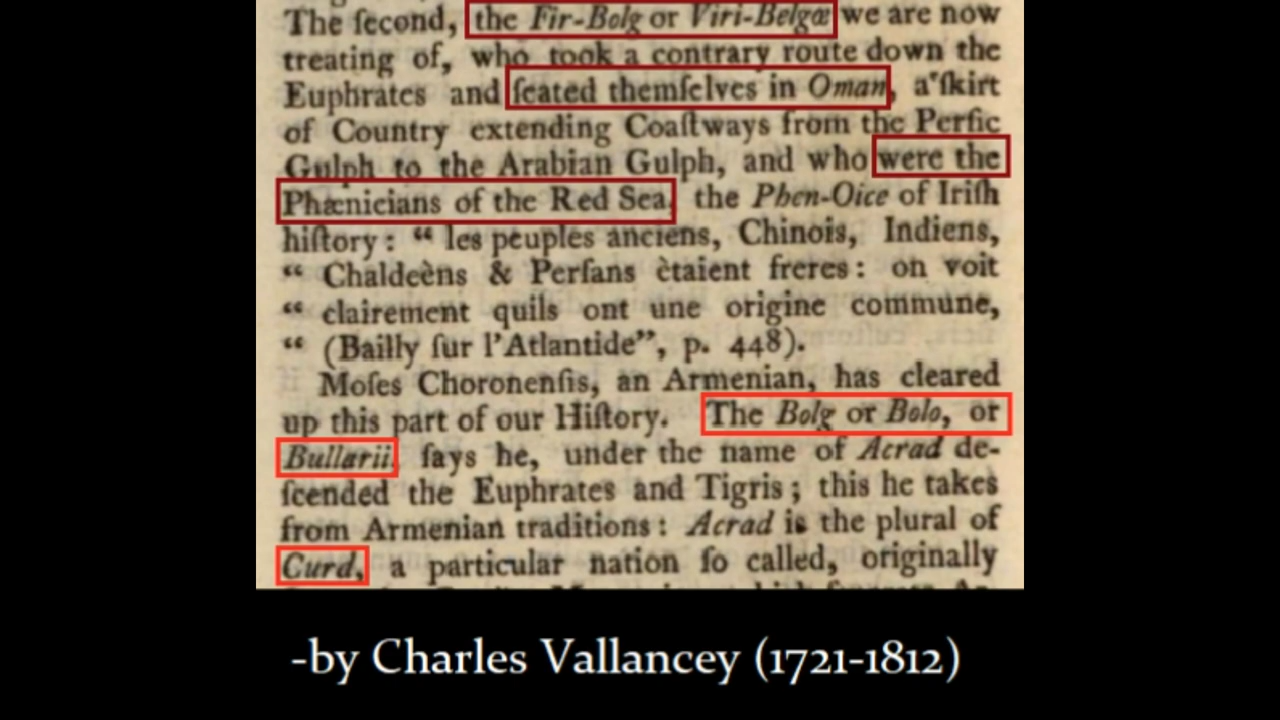 The ſecond, the Fir-Bolg or Viri-Belgæ we are now
treating of, who took a contrary route down the
Euphrates and ſeated themſelves in Oman, a ſkirt
of Country extending Coaſtways from the Perſic
Gulph to the Arabian Gulph, and who were the
Phænicians of the Red Sea, the Phen-Oice of Iriſh
hiſtory: “ les peuples anciens, Chinois, Indiens,
“ Chaldeèns & Perſans ètaient freres: on voit
“ clairement quils ont une origine commune,
“ (Bailly ſur l'Atlantide”, p. 448).
Moſes Choronenſis, an Armenian, has cleared
up this part of our Hiſtory. The Bolg or Bolo, or
Bullarii, ſays he, under the name of Acrad de-
ſcended the Euphrates and Tigris; this he takes
from Armenian traditions: Acrad is the plural of
Curd, a particular nation ſo called, originally
-by Charles Vallancey (1721-1812)